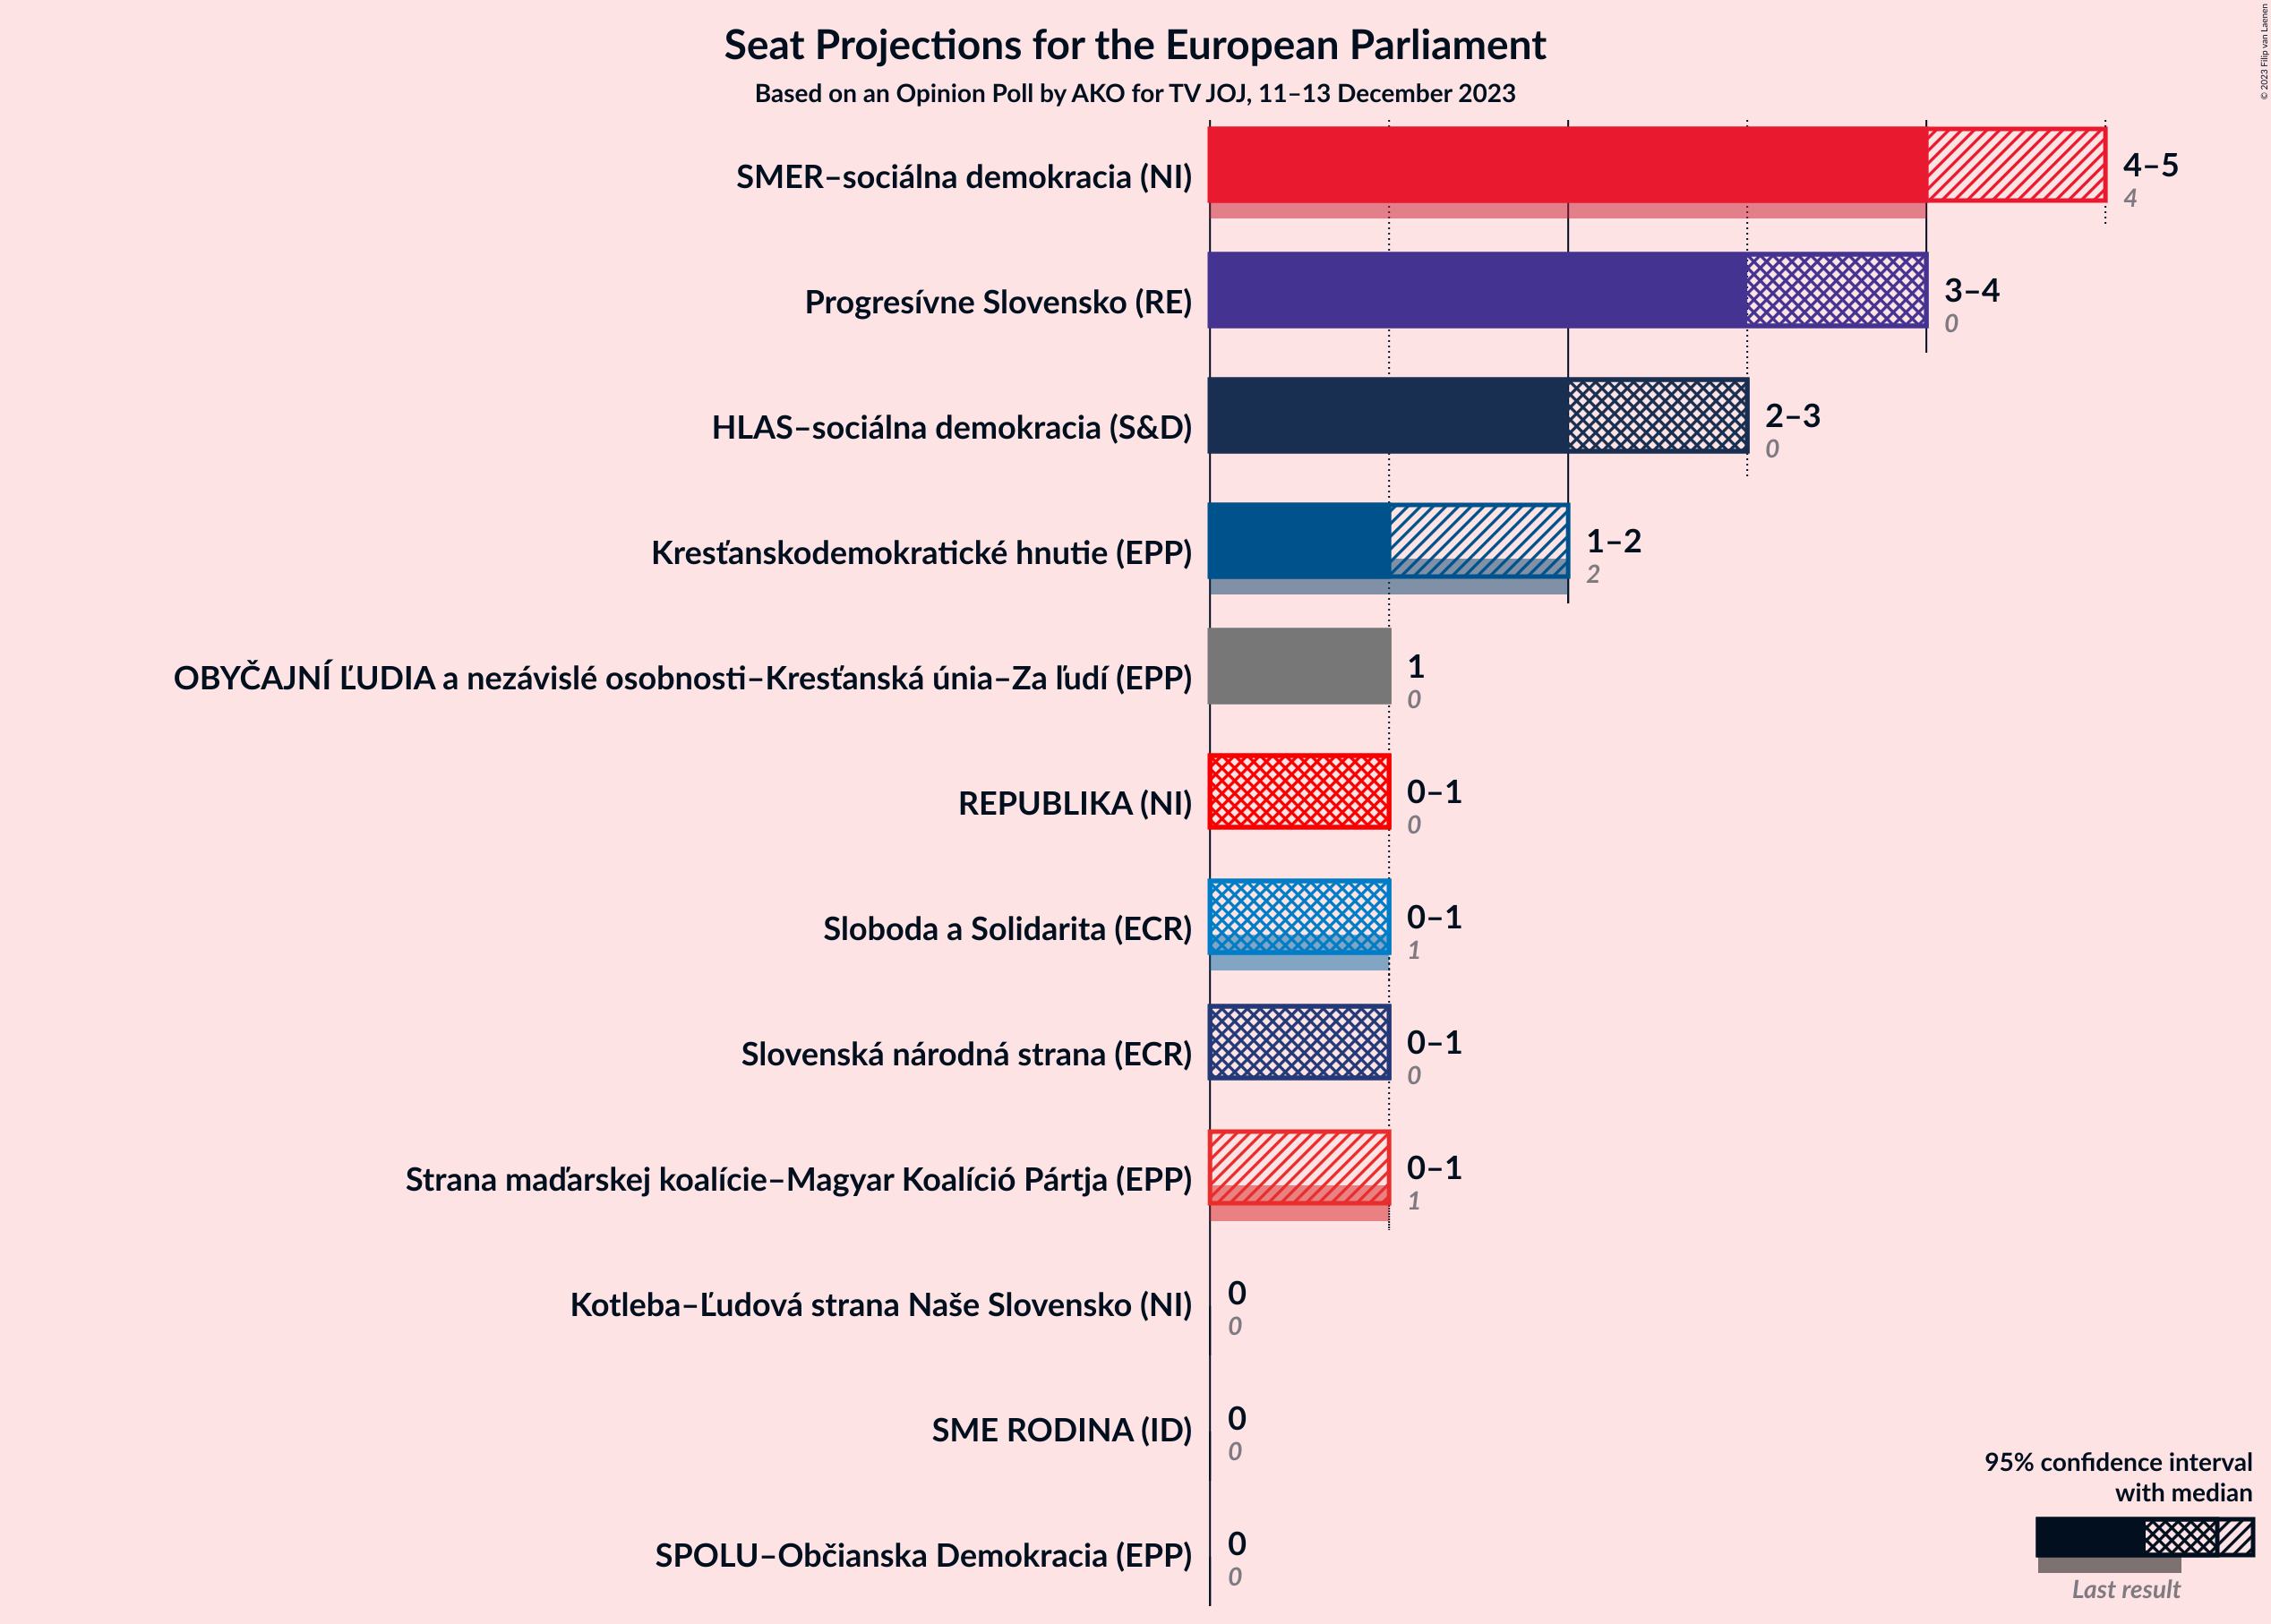 Seat Projections for the European Parliament
Based on an Opinion Poll by AKO for TV JOJ, 11–13 December 2023
© 2023 Filip van Laenen
SMER–sociálna demokracia (NI)
4–5
4
Progresívne Slovensko (RE)
3–4
0
HLAS–sociálna demokracia (S&D)
2–3
0
Kresťanskodemokratické hnutie (EPP)
1–2
2
OBYČAJNÍ ĽUDIA a nezávislé osobnosti–Kresťanská únia–Za ľudí (EPP)
1
0
REPUBLIKA (NI)
0–1
0
Sloboda a Solidarita (ECR)
0–1
1
Slovenská národná strana (ECR)
0–1
0
Strana maďarskej koalície–Magyar Koalíció Pártja (EPP)
0–1
1
Kotleba–Ľudová strana Naše Slovensko (NI)
0
0
SME RODINA (ID)
0
0
SPOLU–Občianska Demokracia (EPP)
0
0
95% confidence interval
with median
Last result